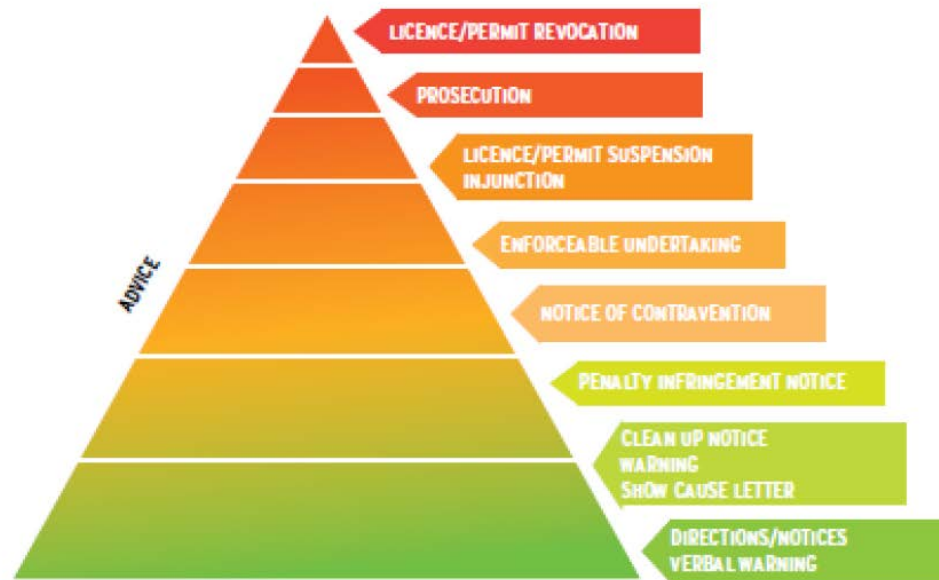 LICENCE/PERMIT REVOCATION
PROSECUTION
LICENCE/PERMIT SUSPENSION
INJUNCTION
ENFORCEABLE UNDERTAKING
ADVICE
NOTICE OF CONTRAVENTION
PENALTY INFRINGEMENT NOTICE
CLEAN UP NOTICE
WARNING
SHOW CAUSE LETTER
DIRECTIONS/NOTICES
VERBAL WARNING